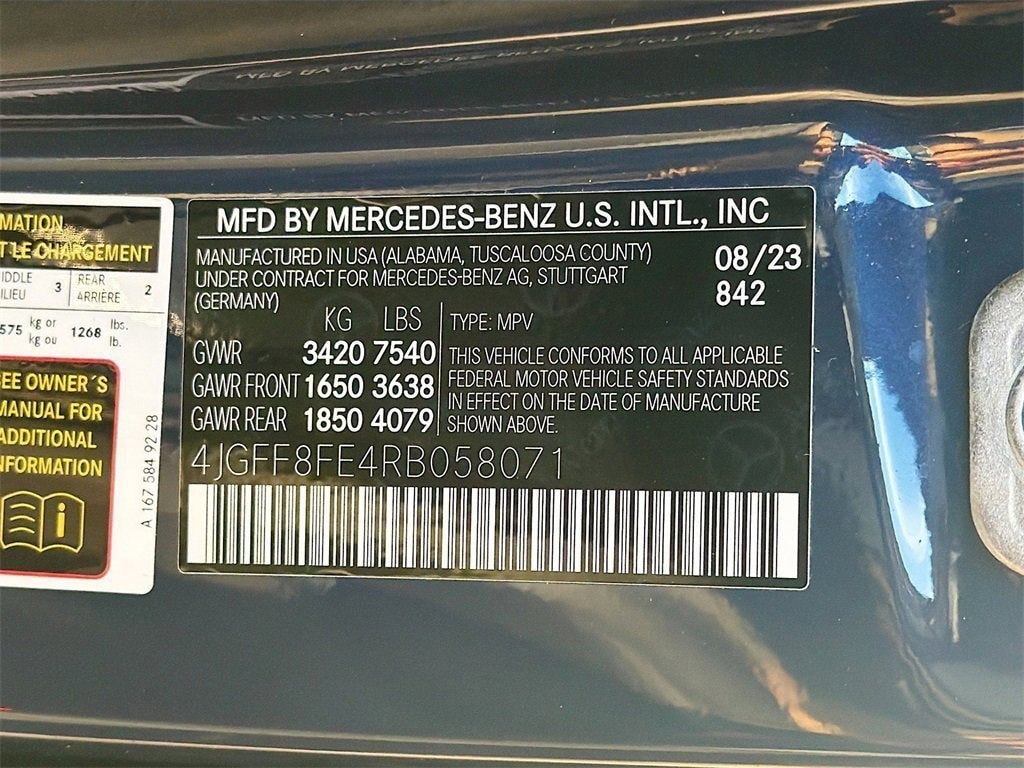 MATION
T LE CHARGEMENT
IDDLE
ILIEU 3
REAR
ARRIÈRE 2
575 kg or
kg ou
1268 lbs.
lb.
EE OWNER´S
MANUAL FOR
ADDITIONAL
NFORMATION
A 167 584 92 28
MFD BY MERCEDES-BENZ U.S. INTL., INC
MANUFACTURED IN USA (ALABAMA, TUSCALOOSA COUNTY)
UNDER CONTRACT FOR MERCEDES-BENZ AG, STUTTGART
(GERMANY)
08/23
842
KG LBS
GVWR 3420 7540
GAWR FRONT 1650 3638
GAWR REAR 1850 4079
TYPE: MPV
THIS VEHICLE CONFORMS TO ALL APPLICABLE
FEDERAL MOTOR VEHICLE SAFETY STANDARDS
IN EFFECT ON THE DATE OF MANUFACTURE
SHOWN ABOVE.
4JGFF8FE4RB058071